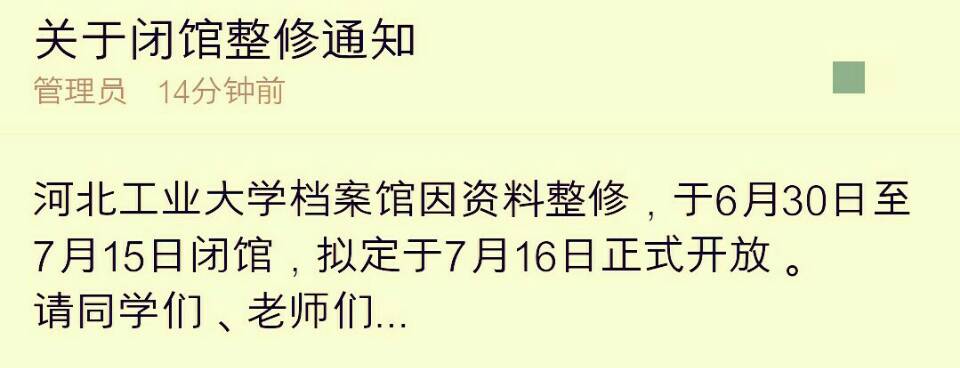 关于闭馆整修通知
管理员 14分钟前
河北工业大学档案馆因资料整修，于6月30日至
7月15日闭馆，拟定于7月16日正式开放。
请同学们、老师们...